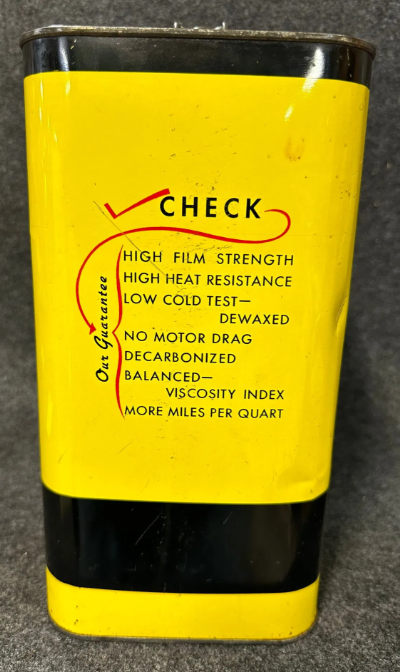 CHECK
Our Guarantee
HIGH FILM STRENGTH
HIGH HEAT RESISTANCE
LOW COLD TEST—
DEWAXED
NO MOTOR DRAG
DECARBONIZED
BALANCED—
VISCOSITY INDEX
MORE MILES PER QUART